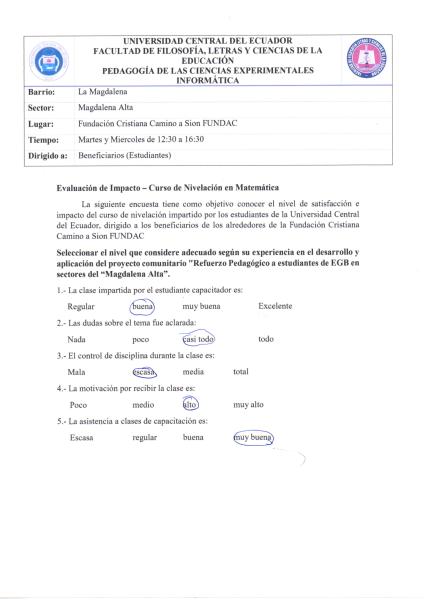 UNIVERSIDAD CENTRAL DEL ECUADOR
FACULTAD DE FILOSOFÍA, LETRAS Y CIENCIAS DE LA
EDUCACIÓN
PEDAGOGÍA DE LAS CIENCIAS EXPERIMENTALES
INFORMÁTICA
Barrio: La Magdalena
Sector: Magdalena Alta
Lugar: Fundación Cristiana Camino a Sion FUNDAC
Tiempo: Martes y Miercoles de 12:30 a 16:30
Dirigido a: Beneficiarios (Estudiantes)
Evaluación de Impacto – Curso de Nivelación en Matemática
La siguiente encuesta tiene como objetivo conocer el nivel de satisfacción e
impacto del curso de nivelación impartido por los estudiantes de la Universidad Central
del Ecuador, dirigido a los beneficiarios de los alrededores de la Fundación Cristiana
Camino a Sion FUNDAC
Seleccionar el nivel que considere adecuado según su experiencia en el desarrollo y
aplicación del proyecto comunitario "Refuerzo Pedagógico a estudiantes de EGB en
sectores del “Magdalena Alta”.
1.- La clase impartida por el estudiante capacitador es:
Regular buena muy buena Excelente
2.- Las dudas sobre el tema fue aclarada:
Nada poco casi todo todo
3.- El control de disciplina durante la clase es:
Mala escasa media total
4.- La motivación por recibir la clase es:
Poco medio alto muy alto
5.- La asistencia a clases de capacitación es:
Escasa regular buena muy buena